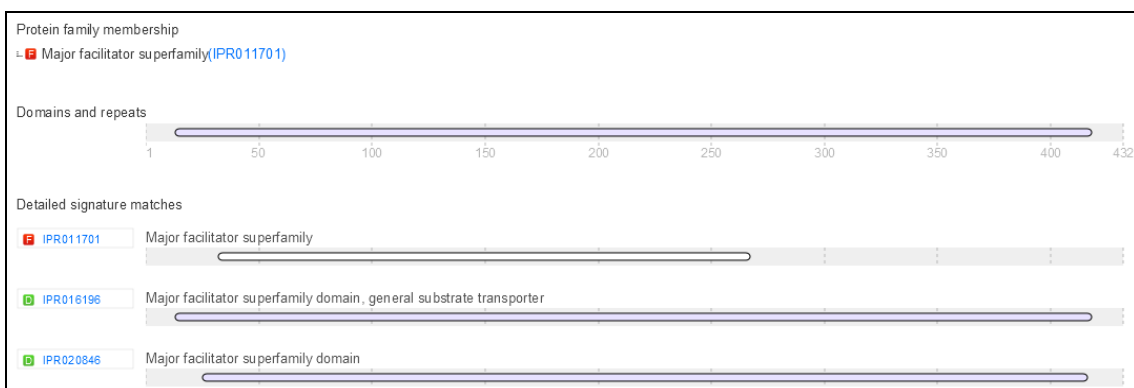 Protein family membership
F Major facilitator superfamily(IPR011701)
Domains and repeats
1 50 100 150 200 250 300 350 400 432
Detailed signature matches
F IPR011701 Major facilitator superfamily
D IPR016196 Major facilitator superfamily domain, general substrate transporter
D IPR020846 Major facilitator superfamily domain